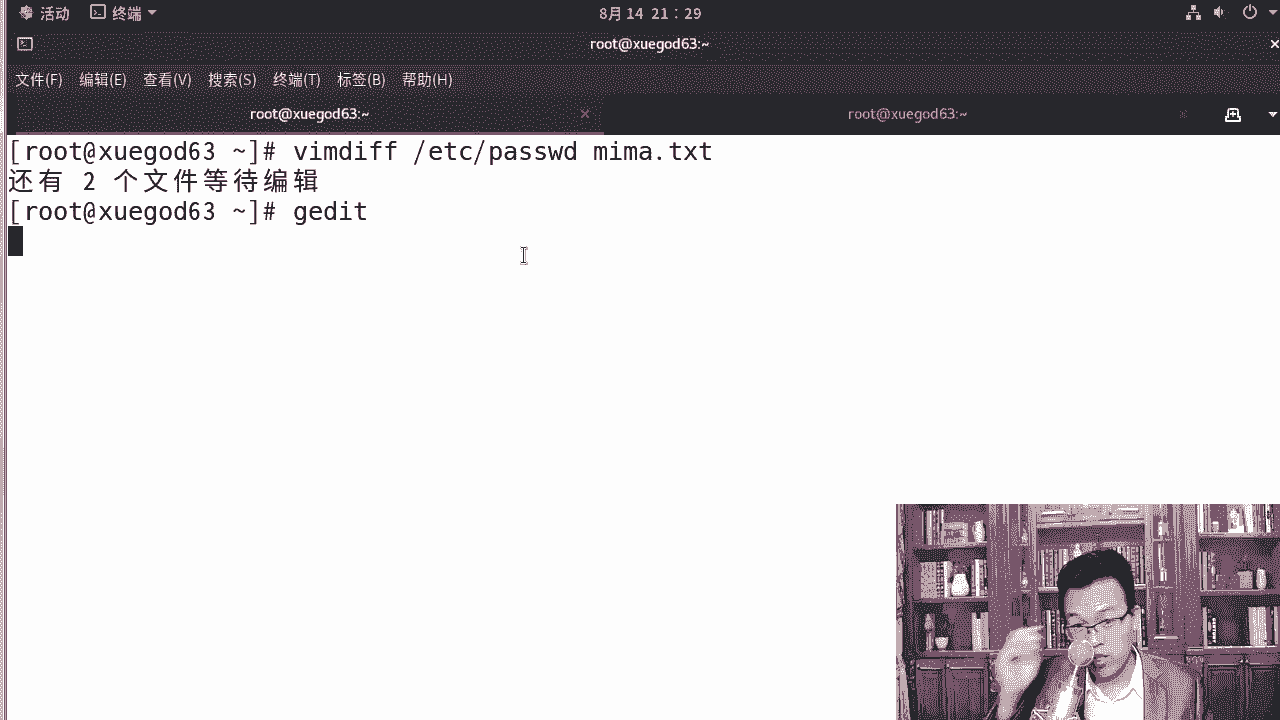 活动 终端 8月14 21：29
root@xuegod63:~
文件(F) 编辑(E) 查看(V) 搜索(S) 终端(T) 标签(B) 帮助(H)
root@xuegod63:~ root@xuegod63:~
[root@xuegod63 ~]# vimdiff /etc/passwd mima.txt
还有 2 个文件等待编辑
[root@xuegod63 ~]# gedit